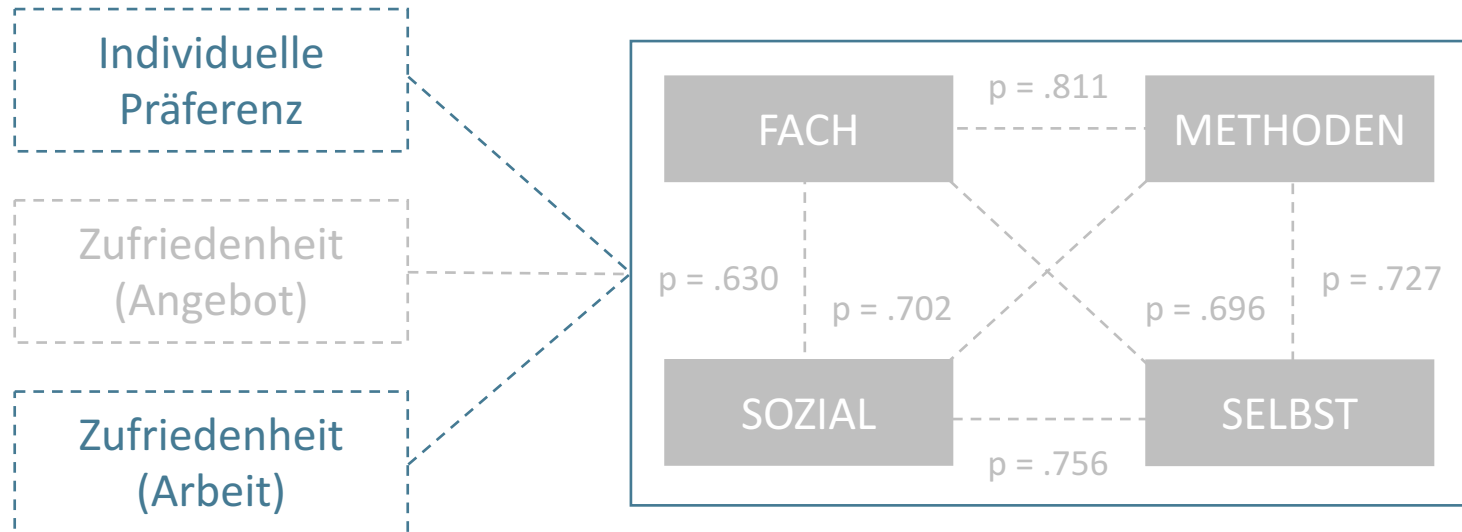 Individuelle
Präferenz
Zufriedenheit
(Angebot)
Zufriedenheit
(Arbeit)
p = .811
FACH
METHODEN
p = .630
p = .702
p = .696
p = .727
SOZIAL
SELBST
p = .756